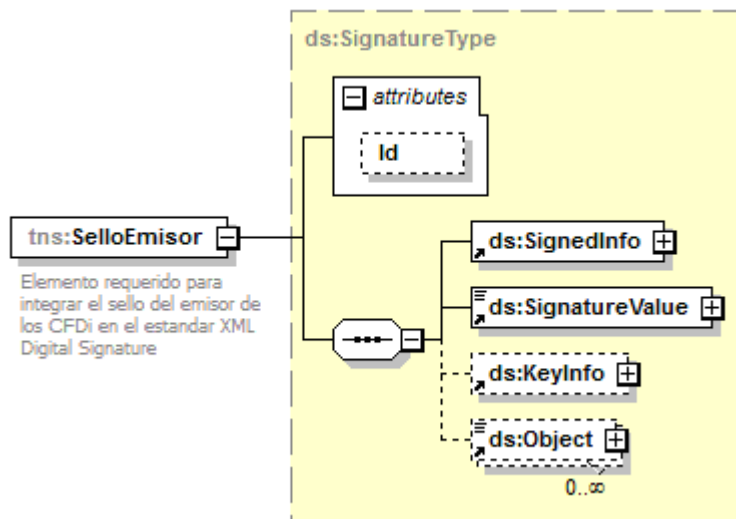 ds:SignatureType
attributes
Id
tns:SelloEmisor
Elemento requerido para
integrar el sello del emisor de
los CFDi en el estandar XML
Digital Signature
ds:SignedInfo
ds:SignatureValue
ds:KeyInfo
ds:Object
0..∞